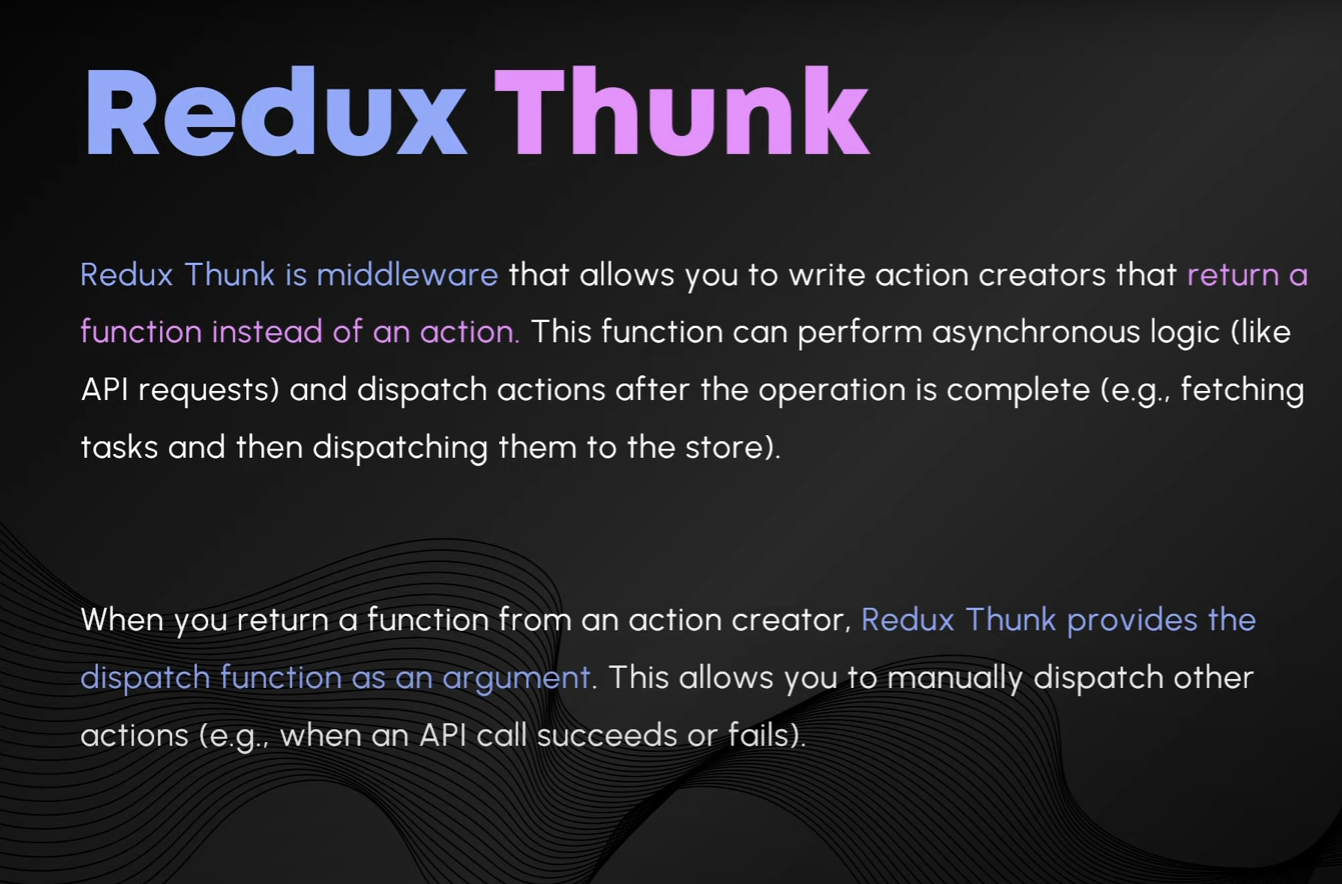 Redux Thunk
Redux Thunk is middleware that allows you to write action creators that return a
function instead of an action. This function can perform asynchronous logic (like
API requests) and dispatch actions after the operation is complete (e.g., fetching
tasks and then dispatching them to the store).
When you return a function from an action creator, Redux Thunk provides the
dispatch function as an argument. This allows you to manually dispatch other
actions (e.g., when an API call succeeds or fails).